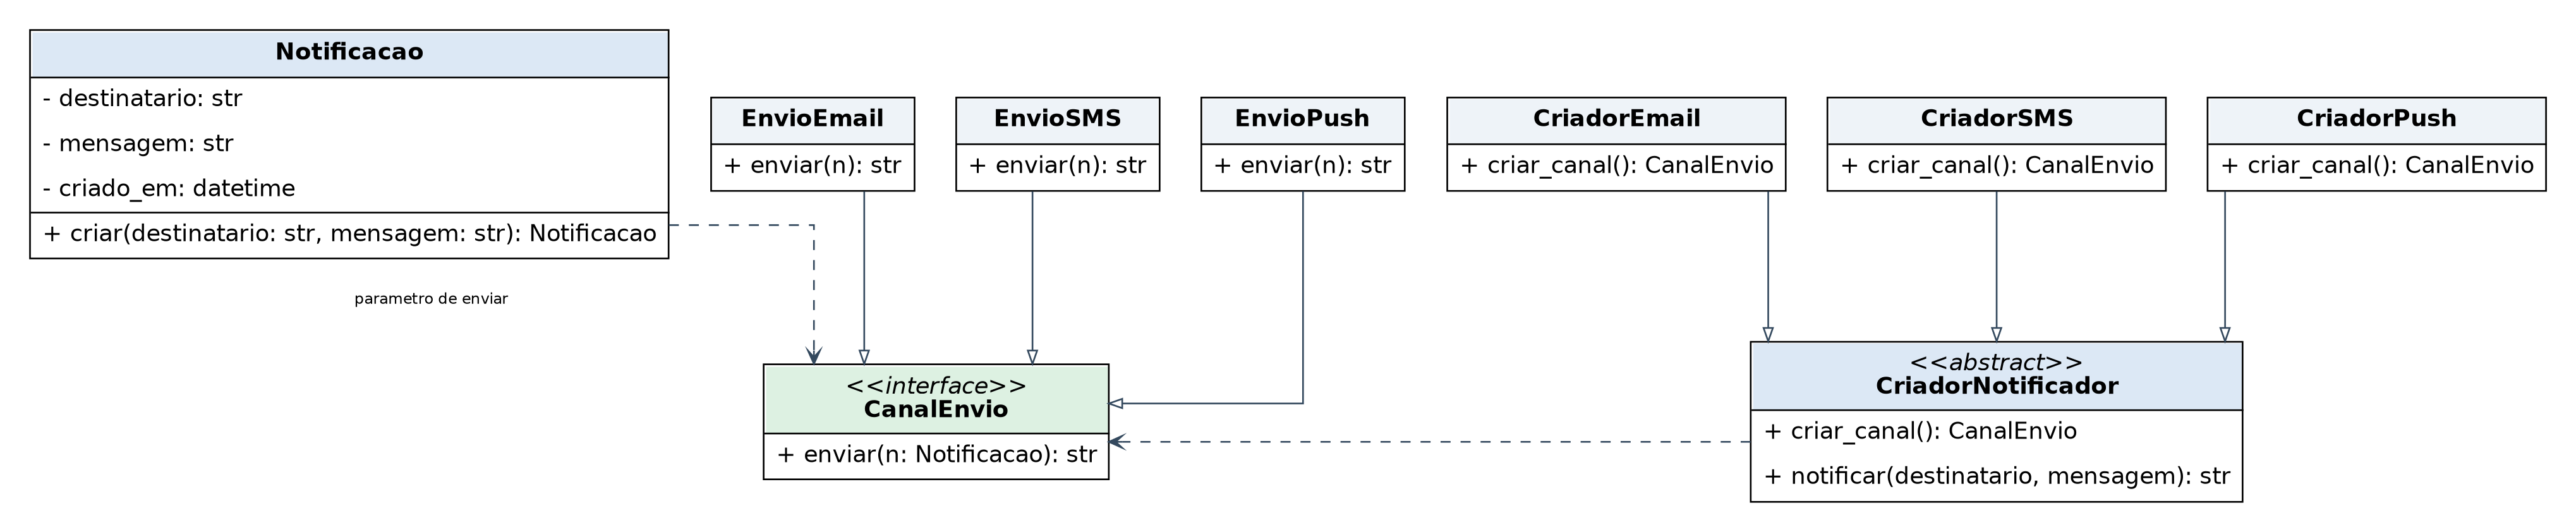 Notificacao
- destinatario: str
- mensagem: str
- criado_em: datetime
+ criar(destinatario: str, mensagem: str): Notificacao
parametro de enviar
EnvioEmail
+ enviar(n): str
EnvioSMS
+ enviar(n): str
EnvioPush
+ enviar(n): str
CriadorEmail
+ criar_canal(): CanalEnvio
CriadorSMS
+ criar_canal(): CanalEnvio
CriadorPush
+ criar_canal(): CanalEnvio
<<interface>>
CanalEnvio
+ enviar(n: Notificacao): str
<<abstract>>
CriadorNotificador
+ criar_canal(): CanalEnvio
+ notificar(destinatario, mensagem): str